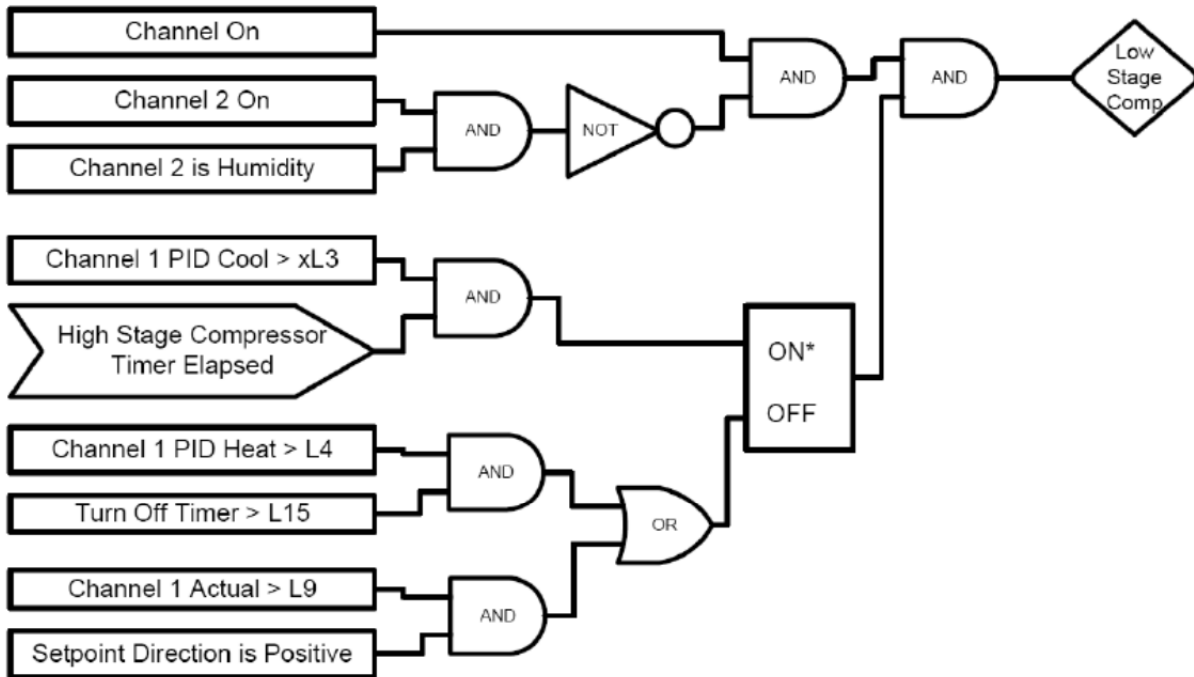 Channel On
Channel 2 On
Channel 2 is Humidity
AND
NOT
AND
AND
Low
Stage
Comp
Channel 1 PID Cool > xL3
High Stage Compressor
Timer Elapsed
AND
ON*
OFF
Channel 1 PID Heat > L4
Turn Off Timer > L15
AND
OR
Channel 1 Actual > L9
Setpoint Direction is Positive
AND